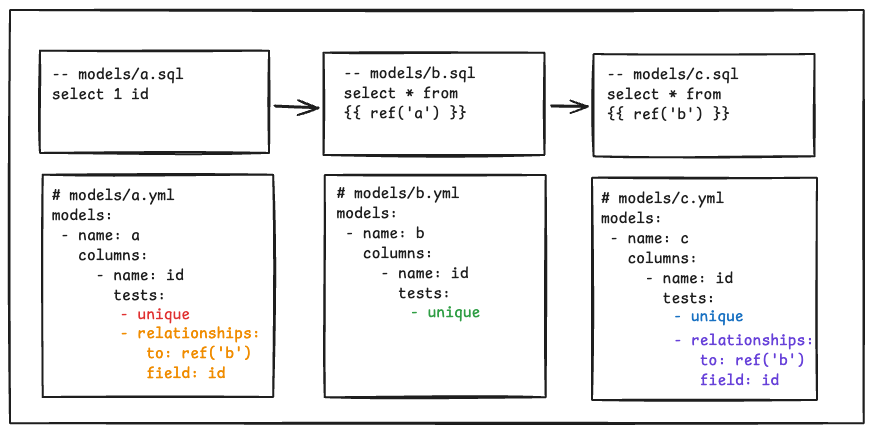 -- models/a.sql
select 1 id
-- models/b.sql
select * from
{{ ref('a') }}
-- models/c.sql
select * from
{{ ref('b') }}
# models/a.yml
models:
- name: a
columns:
- name: id
tests:
- unique
- relationships:
to: ref('b')
field: id
# models/b.yml
models:
- name: b
columns:
- name: id
tests:
- unique
# models/c.yml
models:
- name: c
columns:
- name: id
tests:
- unique
- relationships:
to: ref('b')
field: id